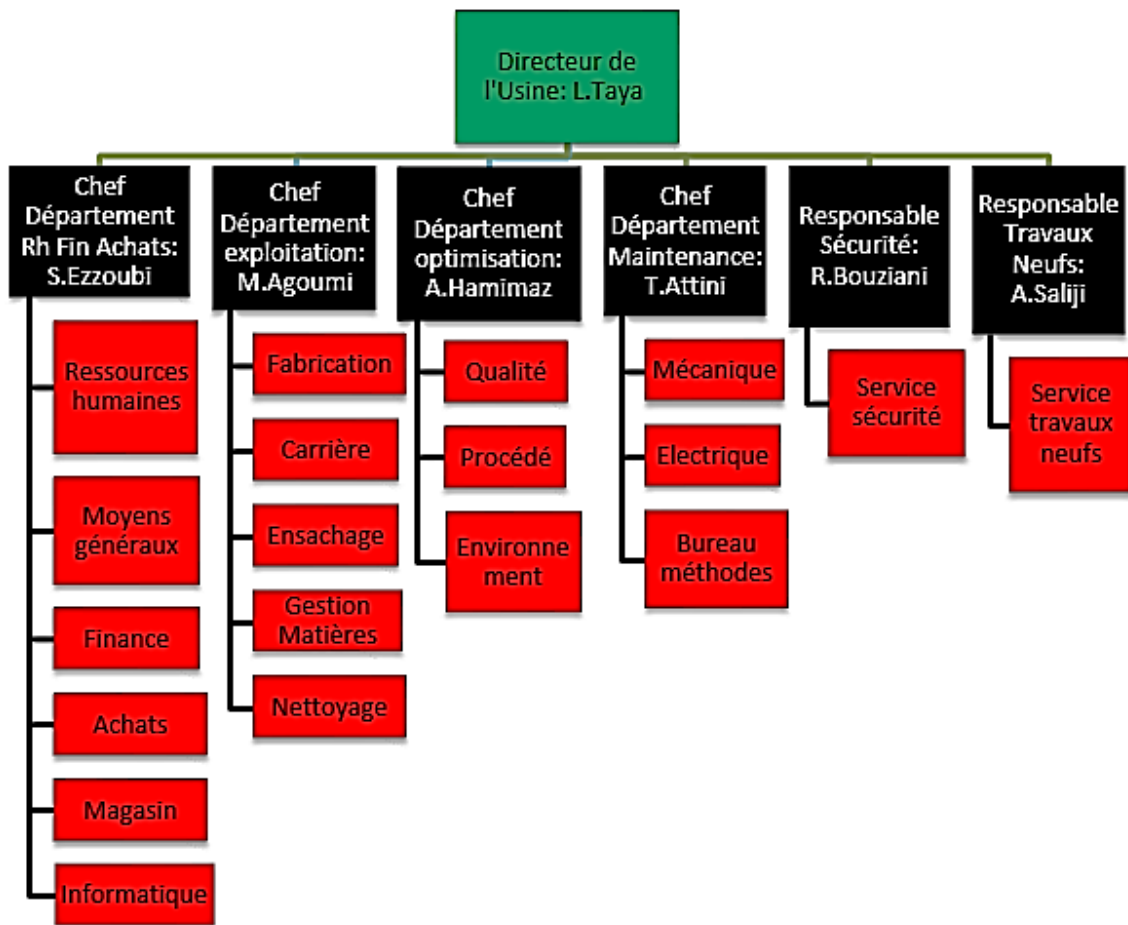 Directeur de
l'Usine: L.Taya
Chef
Département
Rh Fin Achats:
S.Ezzoubi
Chef
Département
exploitation:
M.Agoumi
Chef
Département
optimisation:
A.Hamimaz
Chef
Département
Maintenance:
T.Attini
Responsable
Sécurité:
R.Bouziani
Responsable
Travaux
Neufs:
A.Saliji
Ressources
humaines
Moyens
généraux
Finance
Achats
Magasin
Informatique
Fabrication
Carrière
Ensachage
Gestion
Matières
Nettoyage
Qualité
Procédé
Environne
ment
Mécanique
Electrique
Bureau
méthodes
Service
sécurité
Service
travaux
neufs